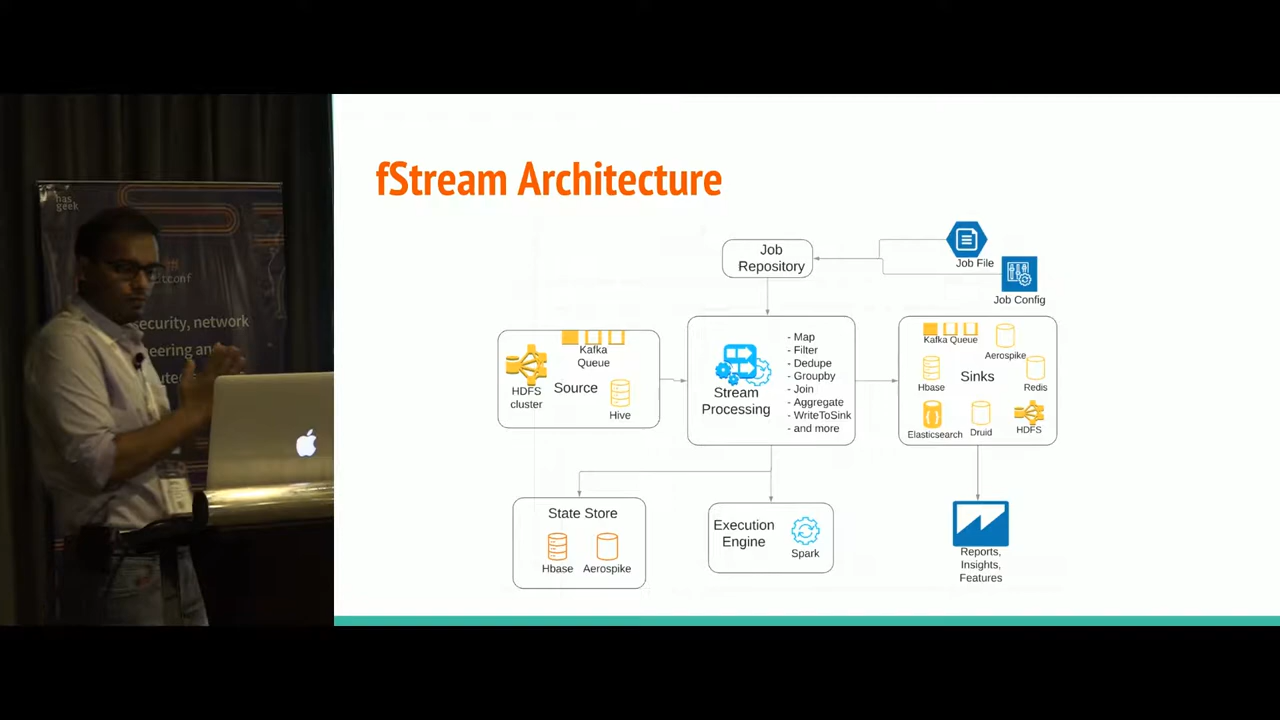 fStream Architecture
has
geek
Job
Repository
Job File
Job Config
Kafka
Queue
HDFS
cluster
Source
Hive
Stream
Processing
- Map
- Filter
- Dedupe
- Groupby
- Join
- Aggregate
- WriteToSink
- and more
Kafka Queue
Aerospike
Hbase
Sinks
Redis
Elasticsearch
Druid
HDFS
State Store
Hbase
Aerospike
Execution
Engine
Spark
Reports,
Insights,
Features
security, network